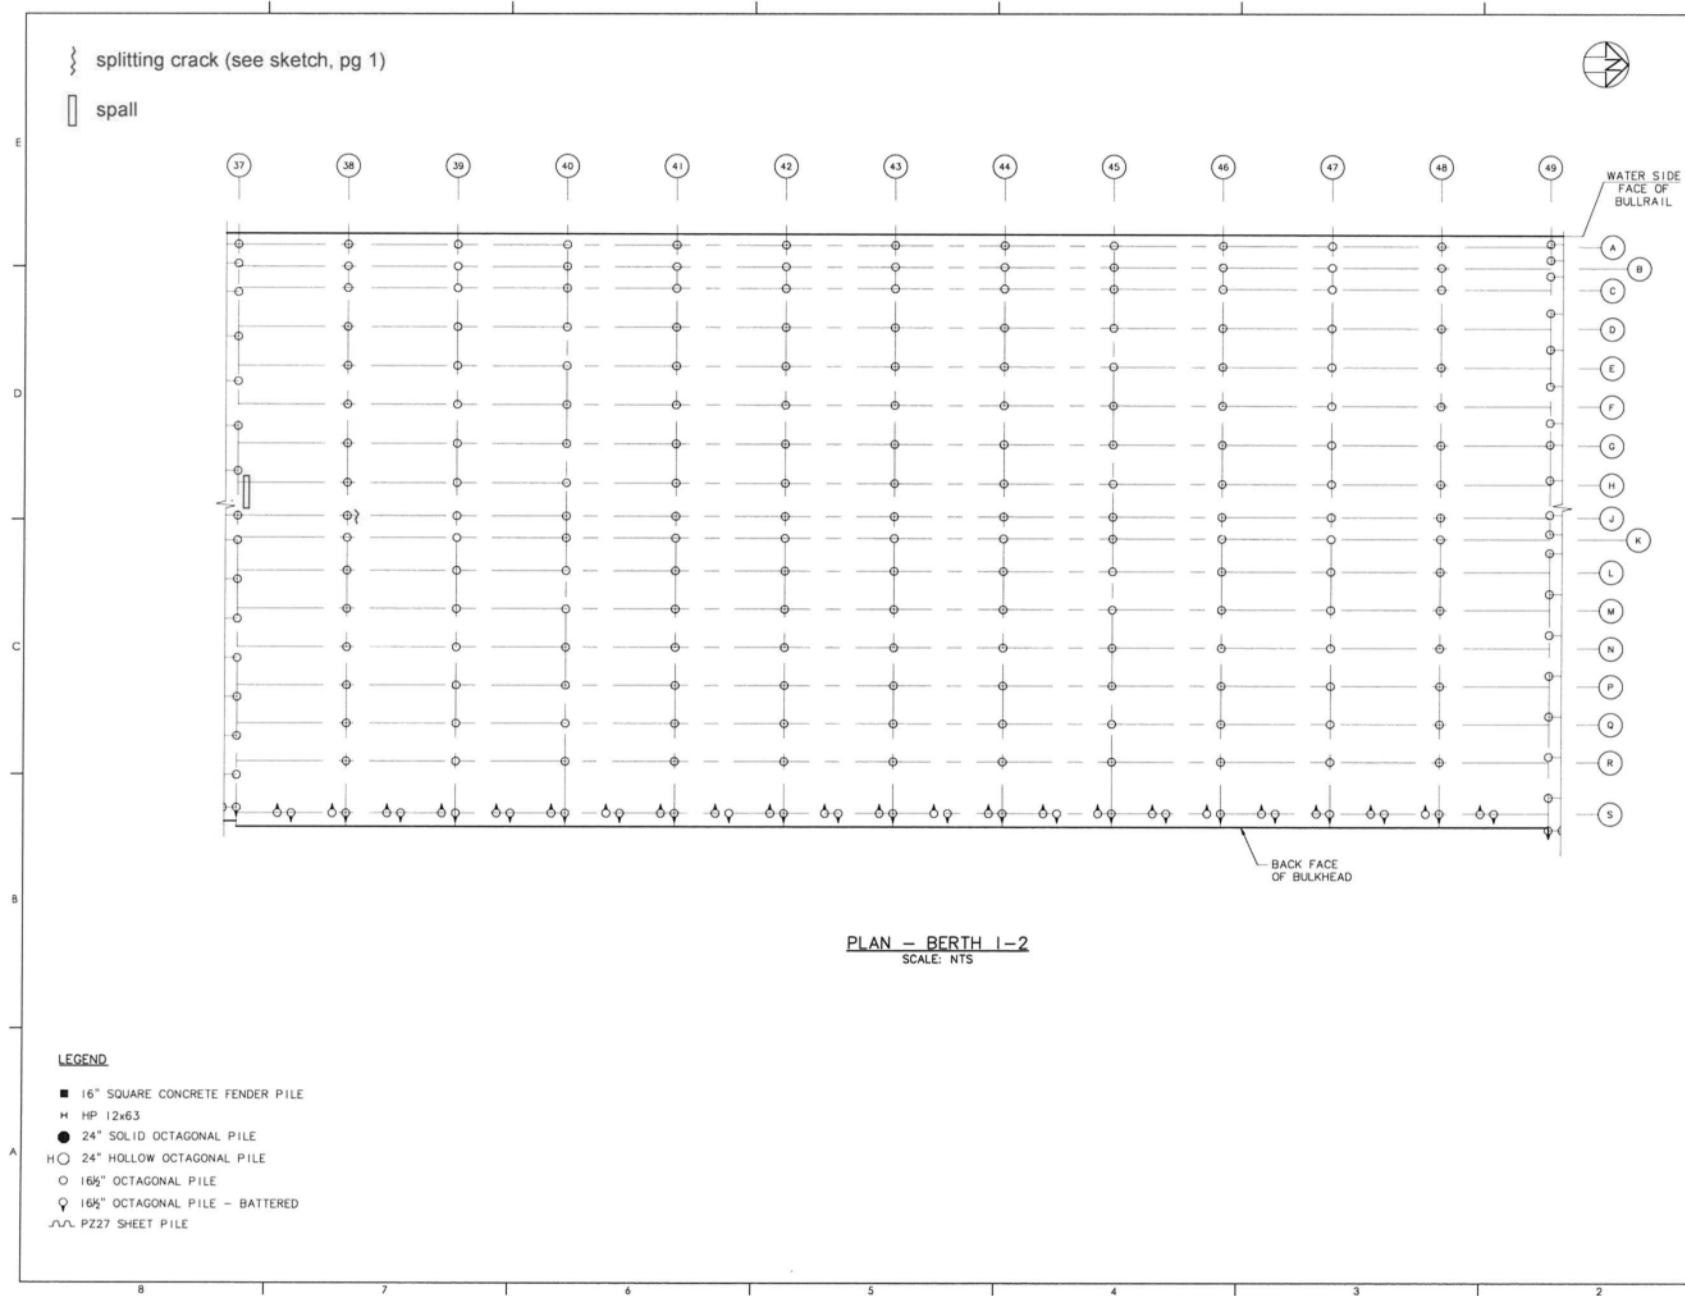 splitting crack (see sketch, pg 1)
spall
N
E
37 38 39 40 41 42 43 44 45 46 47 48 49
WATER SIDE
FACE OF
BULLRAIL
A
B
C
D
E
D
F
G
H
J
K
L
M
C
N
P
Q
R
S
BACK FACE
OF BULKHEAD
B
PLAN – BERTH 1-2
SCALE: NTS
LEGEND
16" SQUARE CONCRETE FENDER PILE
H HP 12x63
24" SOLID OCTAGONAL PILE
A
H 24" HOLLOW OCTAGONAL PILE
16½" OCTAGONAL PILE
16½" OCTAGONAL PILE – BATTERED
PZ27 SHEET PILE
8 7 6 5 4 3 2